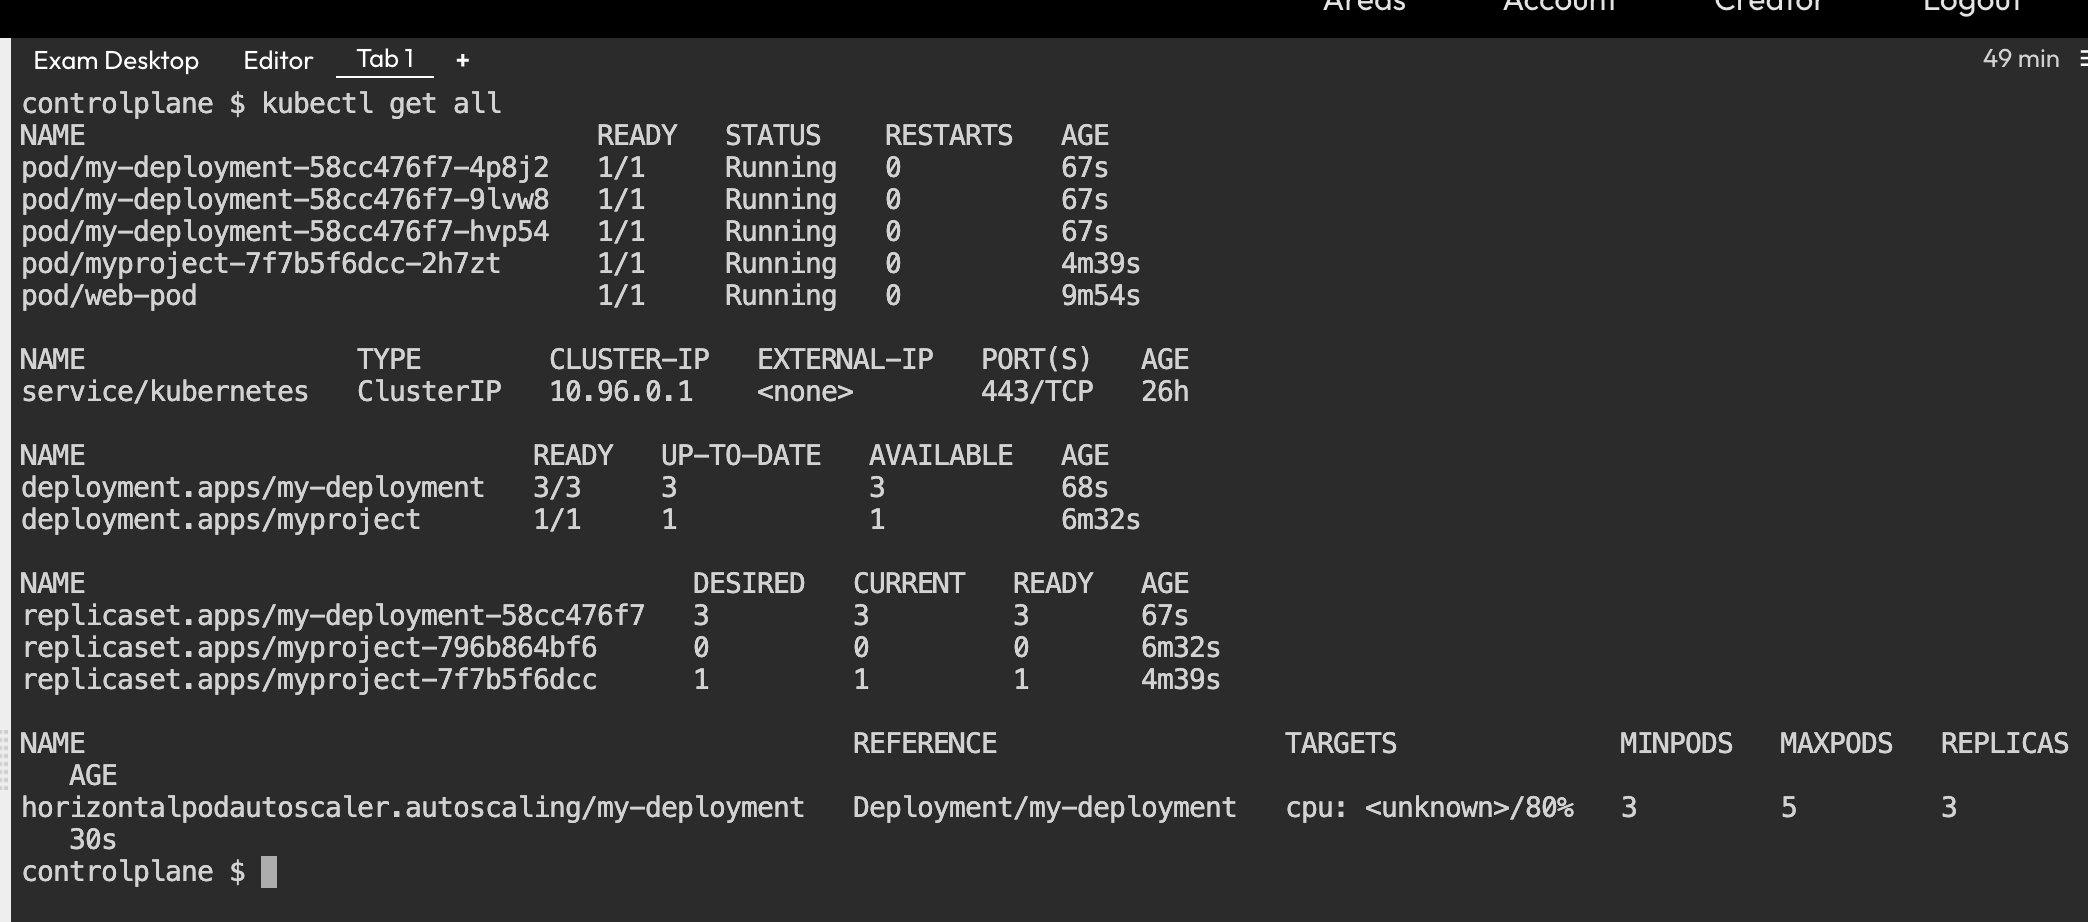 Areas Account Creator Logout
Exam Desktop Editor Tab 1 + 49 min
controlplane $ kubectl get all
NAME READY STATUS RESTARTS AGE
pod/my-deployment-58cc476f7-4p8j2 1/1 Running 0 67s
pod/my-deployment-58cc476f7-9lvw8 1/1 Running 0 67s
pod/my-deployment-58cc476f7-hvp54 1/1 Running 0 67s
pod/myproject-7f7b5f6dcc-2h7zt 1/1 Running 0 4m39s
pod/web-pod 1/1 Running 0 9m54s
NAME TYPE CLUSTER-IP EXTERNAL-IP PORT(S) AGE
service/kubernetes ClusterIP 10.96.0.1 <none> 443/TCP 26h
NAME READY UP-TO-DATE AVAILABLE AGE
deployment.apps/my-deployment 3/3 3 3 68s
deployment.apps/myproject 1/1 1 1 6m32s
NAME DESIRED CURRENT READY AGE
replicaset.apps/my-deployment-58cc476f7 3 3 3 67s
replicaset.apps/myproject-796b864bf6 0 0 0 6m32s
replicaset.apps/myproject-7f7b5f6dcc 1 1 1 4m39s
NAME REFERENCE TARGETS MINPODS MAXPODS REPLICAS
AGE
horizontalpodautoscaler.autoscaling/my-deployment Deployment/my-deployment cpu: <unknown>/80% 3 5 3
30s
controlplane $